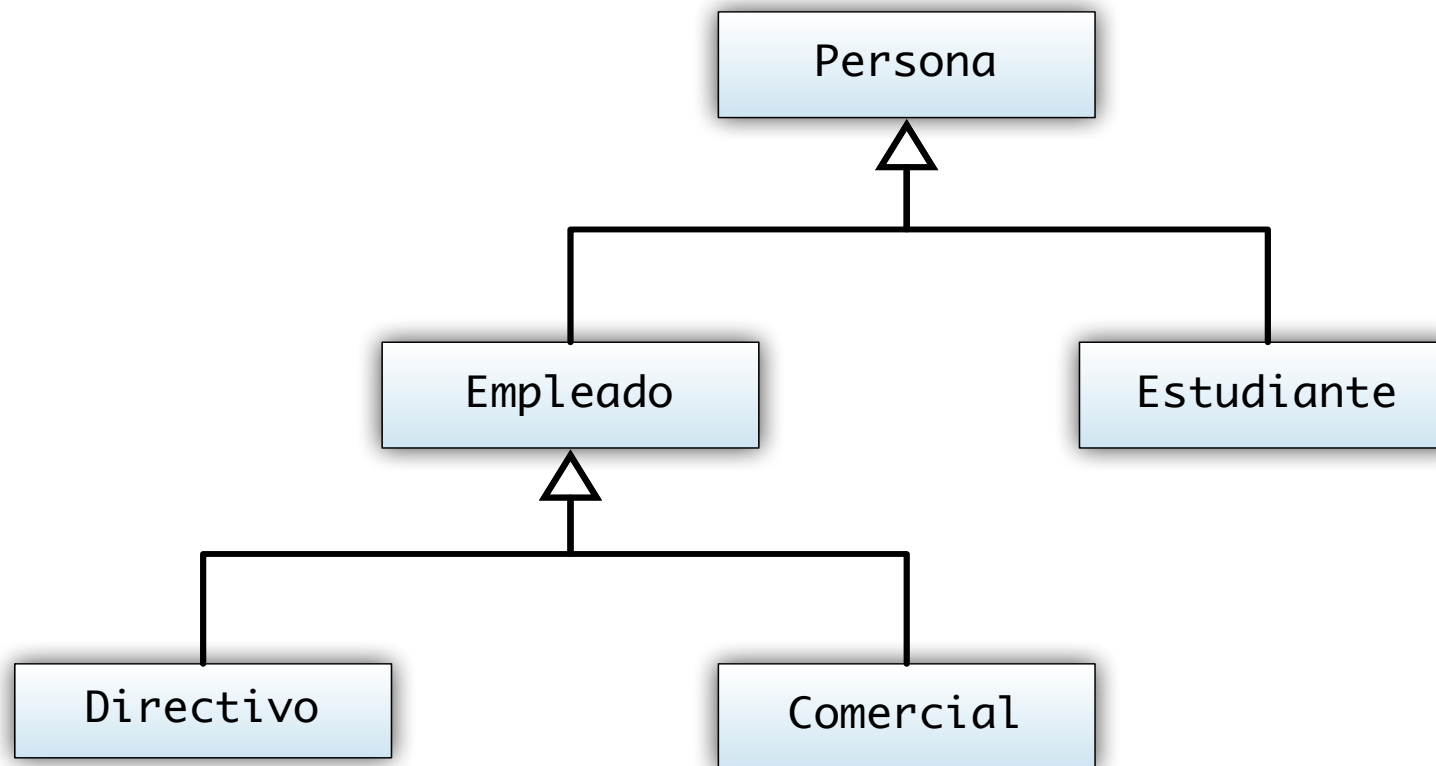 Persona
Empleado
Estudiante
Directivo
Comercial